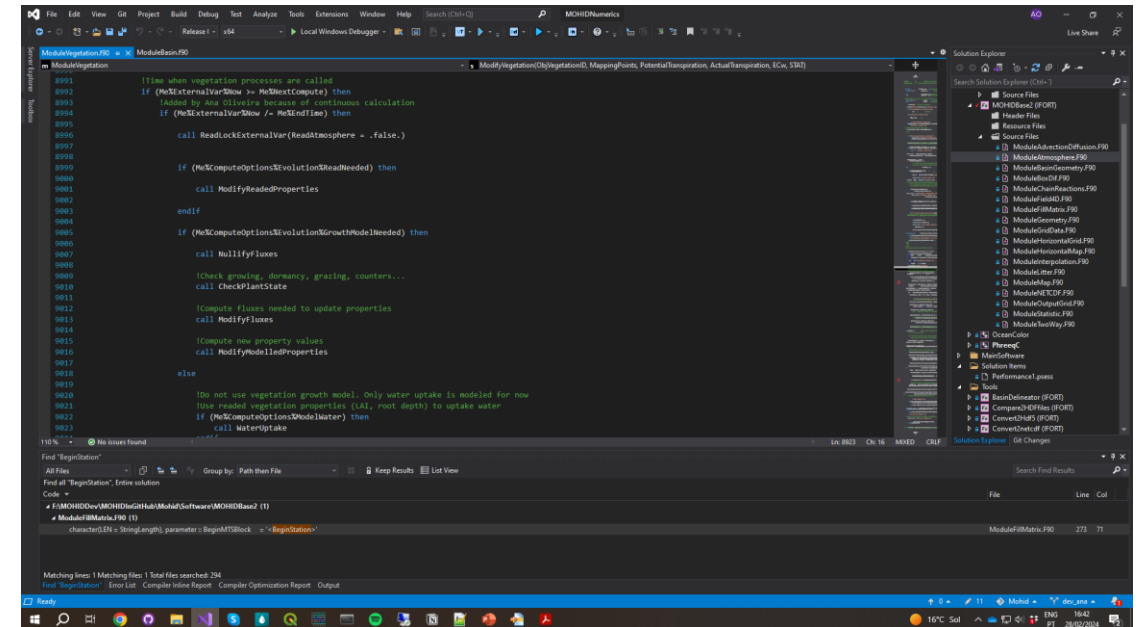 File Edit View Git Project Build Debug Test Analyze Tools Extensions Window Help Search (Ctrl+Q) MOHIDNumerics AO
Release ( x64 Local Windows Debugger Live Share
Server Explorer
Toolbox
ModuleVegetation.f90 ModuleBasin.f90
ModuleVegetation ModifyVegetation(ObjVegetationID, MappingPoints, PotentialTranspiration, ActualTranspiration, ECw, STAT)
8991 !Time when vegetation processes are called
8992 if (Me%ExternalVar%Now >= Me%NextCompute) then
8993 !Added by Ana Oliveira because of continuous calculation
8994 if (Me%ExternalVar%Now /= Me%EndTime) then
8995
8996 call ReadLockExternalVar(ReadAtmosphere = .false.)
8997
8998
8999 if (Me%ComputeOptions%Evolution%ReadNeeded) then
9000
9001 call ModifyReadedProperties
9002
9003 endif
9004
9005 if (Me%ComputeOptions%Evolution%GrowthModelNeeded) then
9006
9007 call NullifyFluxes
9008
9009 !Check growing, dormancy, grazing, counters...
9010 call CheckPlantState
9011
9012 !Compute fluxes needed to update properties
9013 call ModifyFluxes
9014
9015 !Compute new property values
9016 call ModifyModelledProperties
9017
9018 else
9019
9020 !Do not use vegetation growth model. Only water uptake is modeled for now
9021 !Use readed vegetation properties (LAI, root depth) to uptake water
9022 if (Me%ComputeOptions%ModelWater) then
9023 call WaterUptake
110 % No issues found Ln: 8923 Ch: 16 MIXED CRLF
Solution Explorer
Search Solution Explorer (Ctrl+')
Source Files
MOHIDBase2 (IFORT)
Header Files
Resource Files
Source Files
ModuleAdvectionDiffusion.F90
ModuleAtmosphere.F90
ModuleBasinGeometry.F90
ModuleBoxDif.F90
ModuleChainReactions.F90
ModuleField4D.F90
ModuleFillMatrix.F90
ModuleGeometry.F90
ModuleGridData.F90
ModuleHorizontalGrid.F90
ModuleHorizontalMap.F90
ModuleInterpolation.F90
ModuleLitter.F90
ModuleMap.F90
ModuleNETCDF.F90
ModuleOutputGrid.F90
ModuleStatistic.F90
ModuleTwoWay.F90
OceanColor
PhreeqC
MainSoftware
Solution Items
Performance1.psess
Tools
BasinDelineator (IFORT)
Compare2HDFfiles (IFORT)
Convert2Hdf5 (IFORT)
Convert2netcdf (IFORT)
Solution Explorer Git Changes
Find "BeginStation"
All Files Group by: Path then File Keep Results List View Search Find Results
Find all "BeginStation", Entire solution
Code File Line Col
F:\MOHIDDev\MOHIDInGitHub\Mohid\Software\MOHIDBase2 (1)
ModuleFillMatrix.F90 (1)
character(LEN = StringLength), parameter :: BeginMTSBlock = '<BeginStation>' ModuleFillMatrix.F90 273 71
Matching lines: 1 Matching files: 1 Total files searched: 294
Find "BeginStation" Error List Compiler Inline Report Compiler Optimization Report Output
Ready 0 11 Mohid dev_ana
16°C Sol ENG PT 16:42 28/02/2024